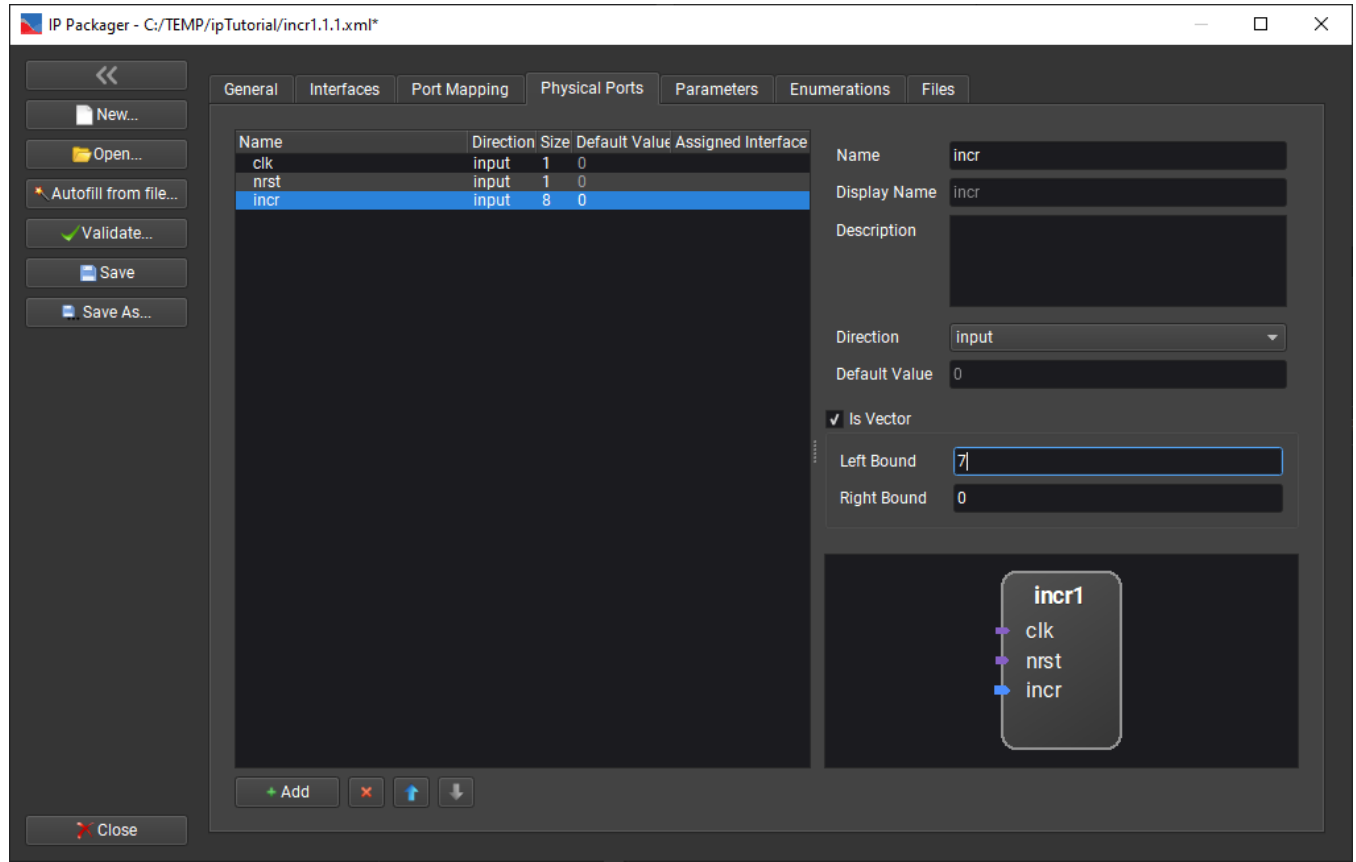 IP Packager - C:/TEMP/ipTutorial/incr1.1.1.xml*
New...
Open...
Autofill from file...
Validate...
Save
Save As...
Close
General Interfaces Port Mapping Physical Ports Parameters Enumerations Files
Name Direction Size Default Value Assigned Interface
clk input 1 0
nrst input 1 0
incr input 8 0
+ Add
Name incr
Display Name incr
Description
Direction input
Default Value 0
Is Vector
Left Bound 7
Right Bound 0
incr1
clk
nrst
incr